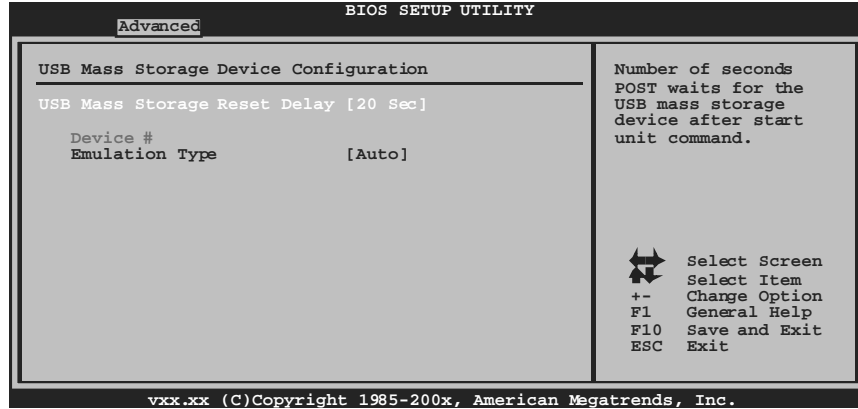 BIOS SETUP UTILITY
Advanced
USB Mass Storage Device Configuration
USB Mass Storage Reset Delay [20 Sec]
Device #
Emulation Type [Auto]
Number of seconds
POST waits for the
USB mass storage
device after start
unit command.
Select Screen
Select Item
+- Change Option
F1 General Help
F10 Save and Exit
ESC Exit
vxx.xx (C)Copyright 1985-200x, American Megatrends, Inc.